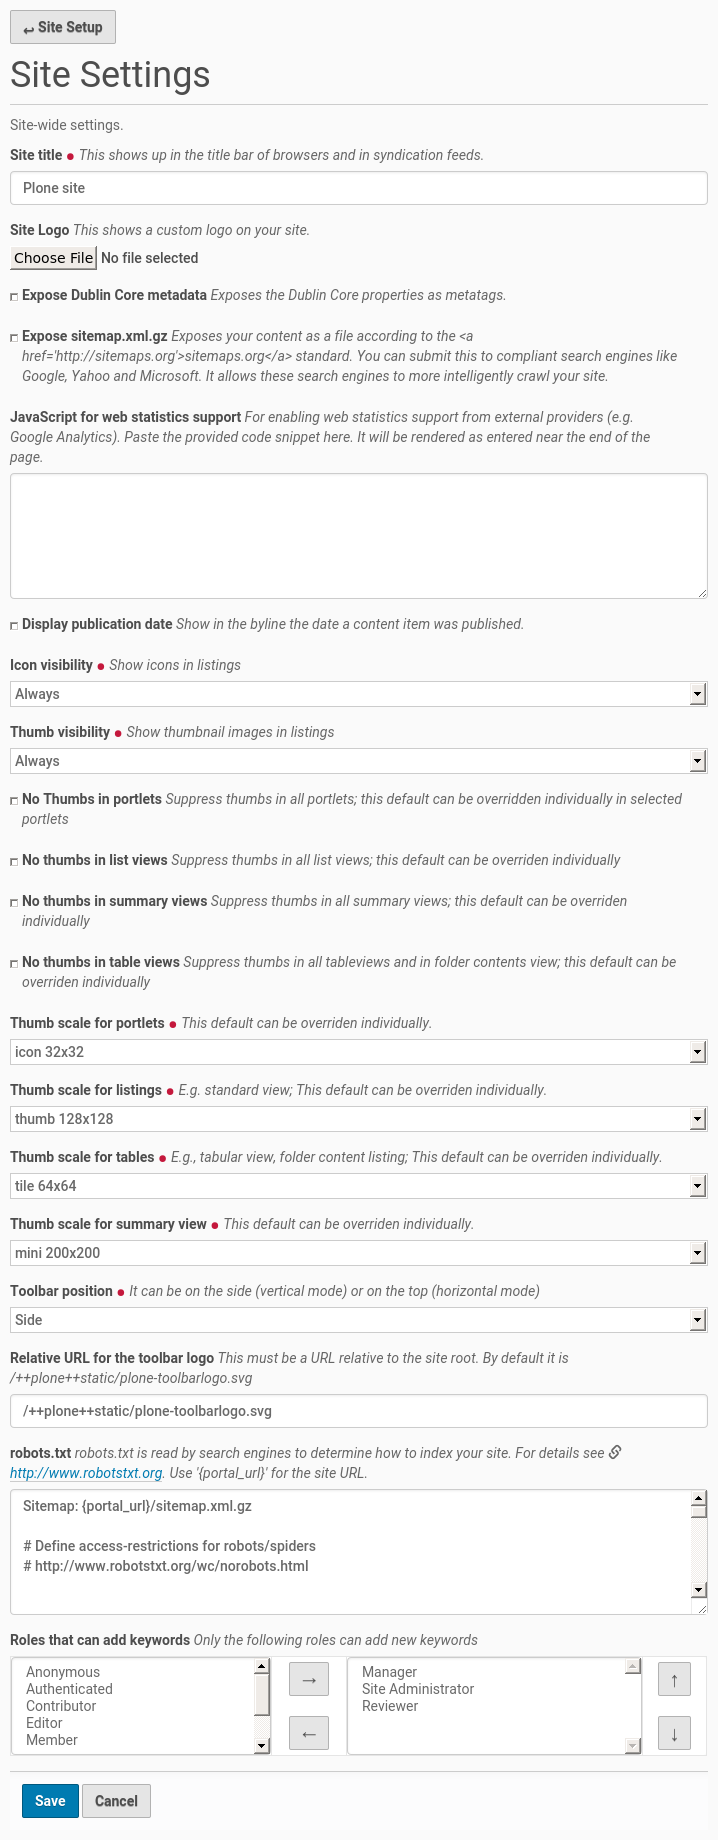 ↩ Site Setup
Site Settings
Site-wide settings.
Site title ● This shows up in the title bar of browsers and in syndication feeds.
Plone site
Site Logo This shows a custom logo on your site.
Choose File No file selected
Expose Dublin Core metadata Exposes the Dublin Core properties as metatags.
Expose sitemap.xml.gz Exposes your content as a file according to the <a
href='http://sitemaps.org'>sitemaps.org</a> standard. You can submit this to compliant search engines like
Google, Yahoo and Microsoft. It allows these search engines to more intelligently crawl your site.
JavaScript for web statistics support For enabling web statistics support from external providers (e.g.
Google Analytics). Paste the provided code snippet here. It will be rendered as entered near the end of the
page.
Display publication date Show in the byline the date a content item was published.
Icon visibility ● Show icons in listings
Always
Thumb visibility ● Show thumbnail images in listings
Always
No Thumbs in portlets Suppress thumbs in all portlets; this default can be overridden individually in selected
portlets
No thumbs in list views Suppress thumbs in all list views; this default can be overriden individually
No thumbs in summary views Suppress thumbs in all summary views; this default can be overriden
individually
No thumbs in table views Suppress thumbs in all tableviews and in folder contents view; this default can be
overriden individually
Thumb scale for portlets ● This default can be overriden individually.
icon 32x32
Thumb scale for listings ● E.g. standard view; This default can be overriden individually.
thumb 128x128
Thumb scale for tables ● E.g., tabular view, folder content listing; This default can be overriden individually.
tile 64x64
Thumb scale for summary view ● This default can be overriden individually.
mini 200x200
Toolbar position ● It can be on the side (vertical mode) or on the top (horizontal mode)
Side
Relative URL for the toolbar logo This must be a URL relative to the site root. By default it is
/++plone++static/plone-toolbarlogo.svg
/++plone++static/plone-toolbarlogo.svg
robots.txt robots.txt is read by search engines to determine how to index your site. For details see
http://www.robotstxt.org. Use '{portal_url}' for the site URL.
Sitemap: {portal_url}/sitemap.xml.gz
# Define access-restrictions for robots/spiders
# http://www.robotstxt.org/wc/norobots.html
Roles that can add keywords Only the following roles can add new keywords
Anonymous
Authenticated
Contributor
Editor
Member
→
←
Manager
Site Administrator
Reviewer
↑
↓
Save Cancel